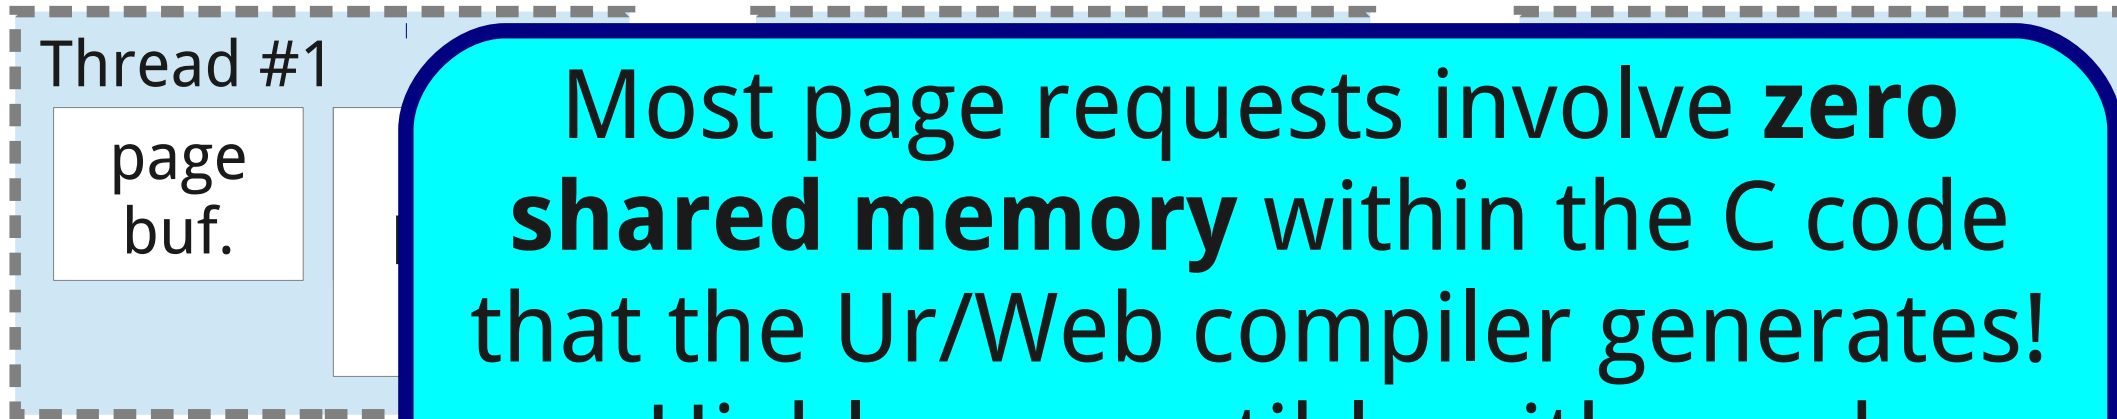 Thread #1
page
buf.
Most page requests involve zero
shared memory within the C code
that the Ur/Web compiler generates!